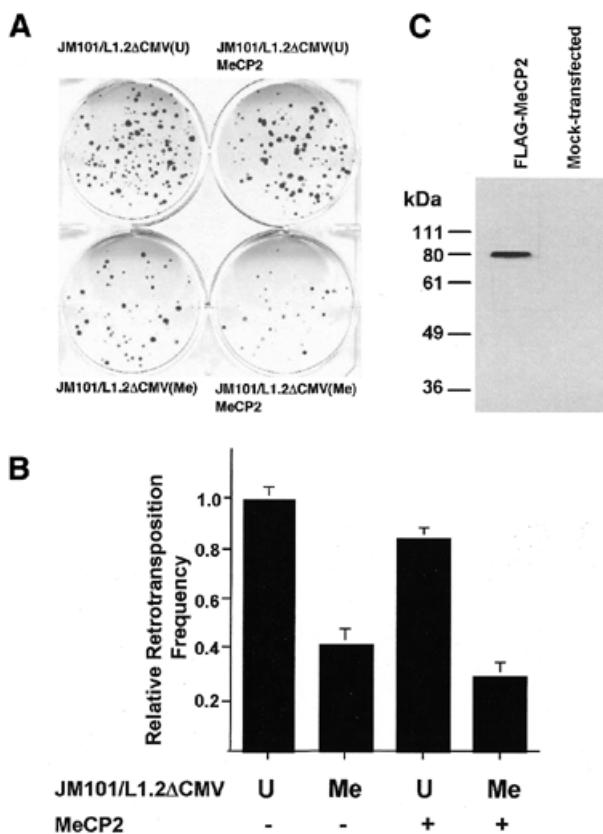 A
JM101/L1.2ΔCMV(U)
JM101/L1.2ΔCMV(U)
MeCP2
JM101/L1.2ΔCMV(Me)
JM101/L1.2ΔCMV(Me)
MeCP2
C
FLAG-MeCP2
Mock-transfected
kDa
111
80
61
49
36
B
Relative Retrotransposition
Frequency
1.0
0.8
0.6
0.4
0.2
JM101/L1.2ΔCMV U Me U Me
MeCP2 - - + +